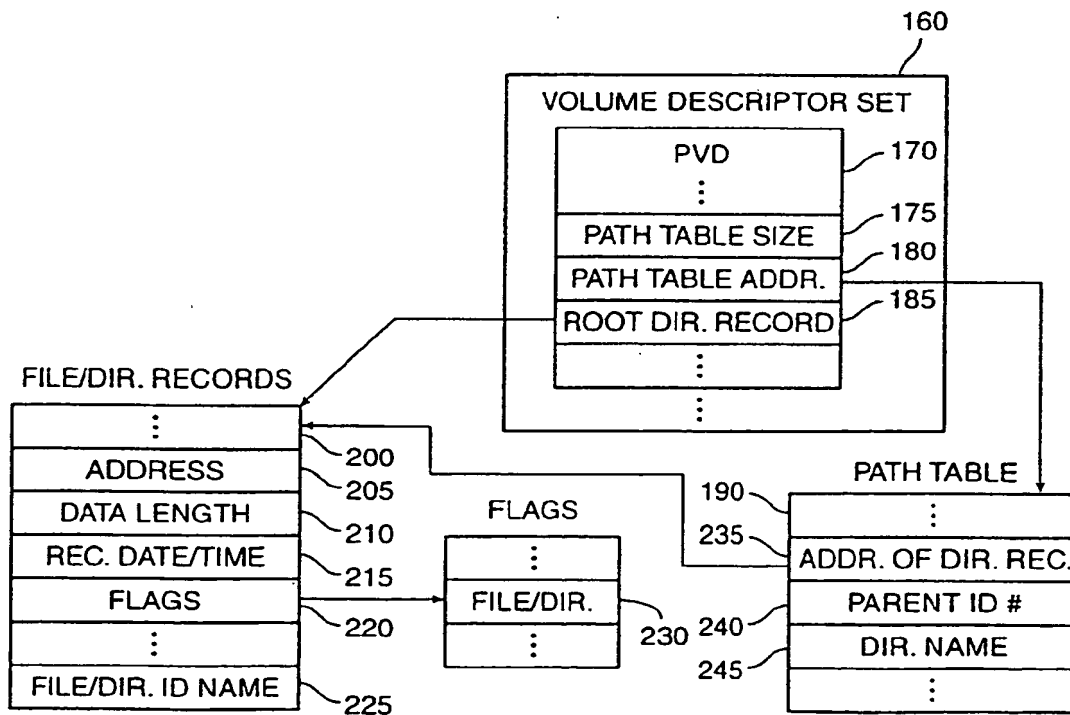 160
VOLUME DESCRIPTOR SET
PVD
170
175
PATH TABLE SIZE
180
PATH TABLE ADDR.
185
ROOT DIR. RECORD
FILE/DIR. RECORDS
200
ADDRESS
205
DATA LENGTH
210
REC. DATE/TIME
215
FLAGS
220
FILE/DIR. ID NAME
225
FLAGS
FILE/DIR.
230
PATH TABLE
190
235
ADDR. OF DIR. REC.
240
PARENT ID #
245
DIR. NAME